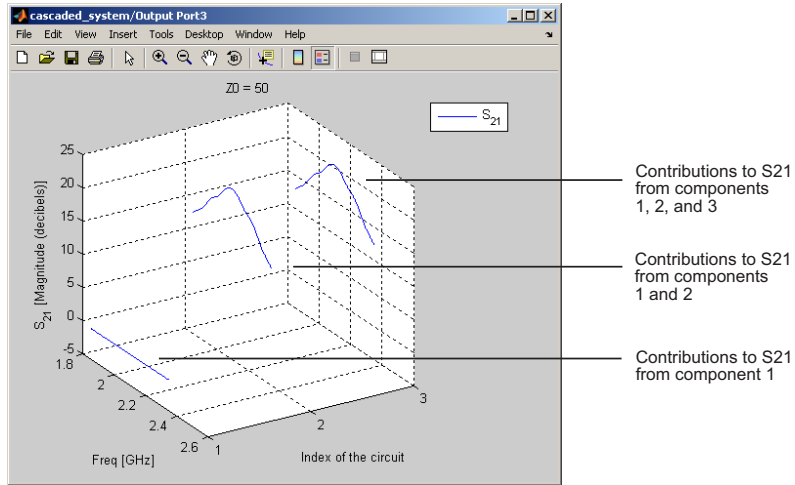 cascaded_system/Output Port3
File Edit View Insert Tools Desktop Window Help
Z0 = 50
S21
25
20
15
10
5
0
-5
S21 [Magnitude (decibels)]
1.8
2
2.2
2.4
2.6
Freq [GHz]
1
2
3
Index of the circuit
Contributions to S21
from components
1, 2, and 3
Contributions to S21
from components
1 and 2
Contributions to S21
from component 1